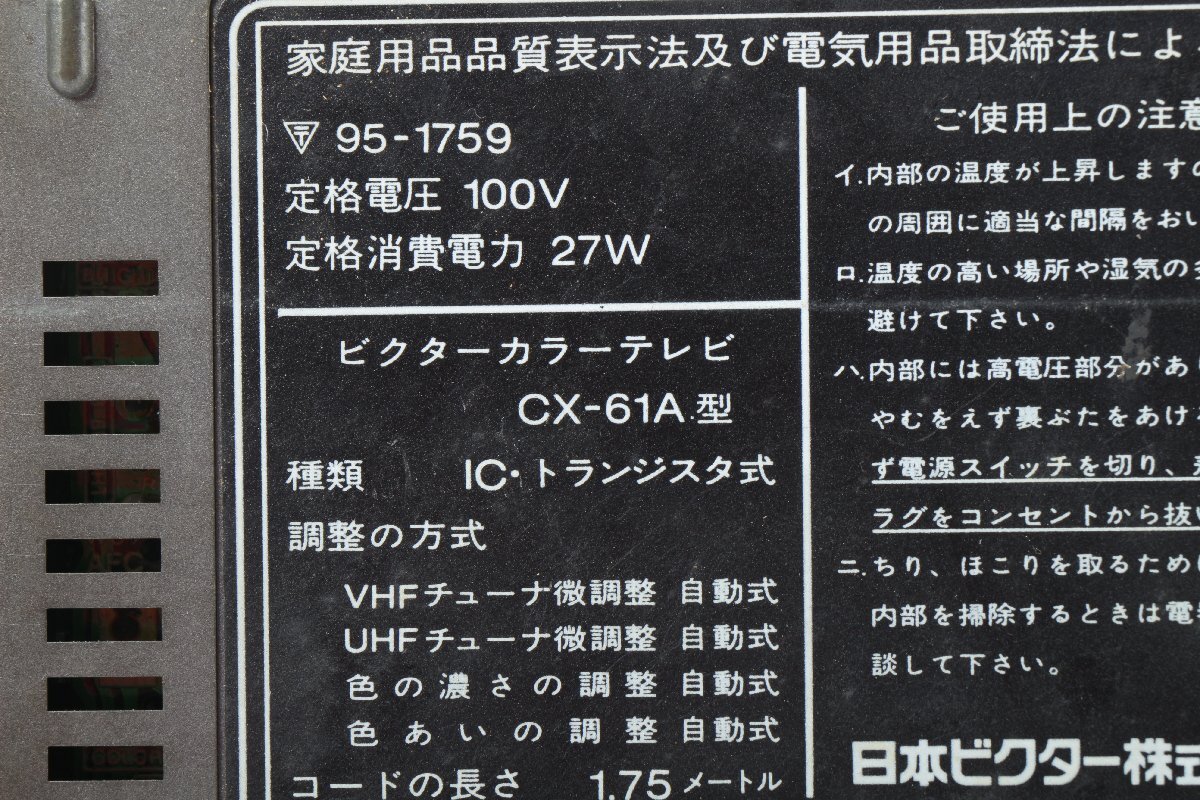 家庭用品品質表示法及び電気用品取締法によ
〒 95-1759
定格電圧 100V
定格消費電力 27W
ビクターカラーテレビ
CX-61A 型
種類 IC・トランジスタ式
調整の方式
VHFチューナ微調整 自動式
UHFチューナ微調整 自動式
色の濃さの調整 自動式
色あいの調整 自動式
コードの長さ 1.75 メートル
ご使用上の注意
イ.内部の温度が上昇しますの
の周囲に適当な間隔をおい
ロ.温度の高い場所や湿気の多
避けて下さい。
ハ.内部には高電圧部分があり
やむをえず裏ぶたをあけ
ず電源スイッチを切り、
ラグをコンセントから抜い
ニ.ちり、ほこりを取るために
内部を掃除するときは電
談して下さい。
日本ビクター株式
AFC